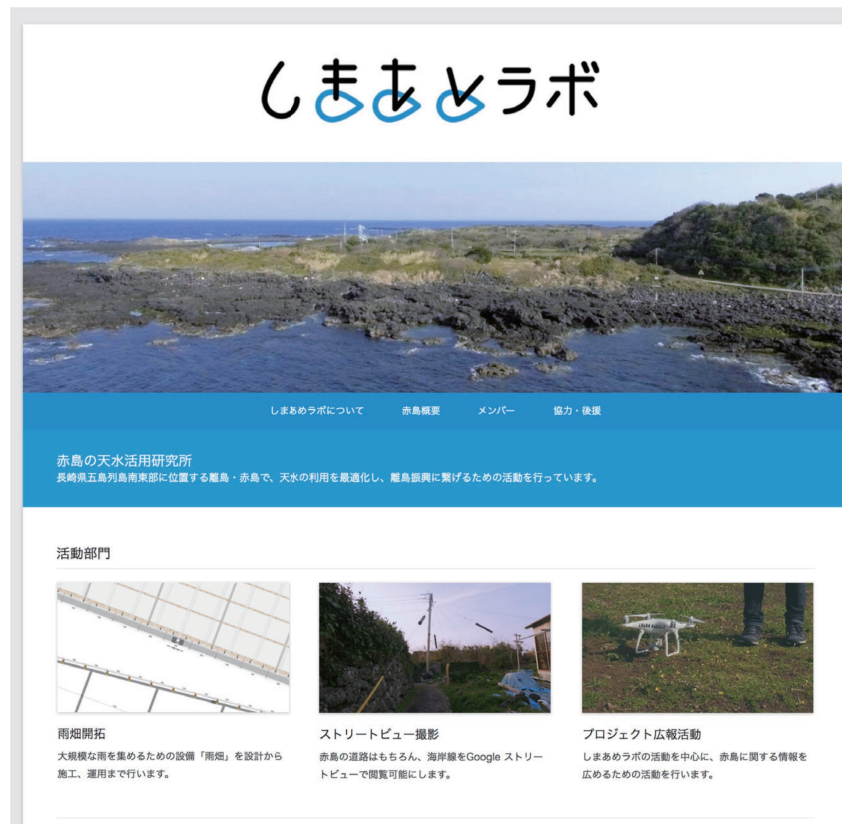 しまあめラボ
しまあめラボについて 赤島概要 メンバー 協力・後援
赤島の天水活用研究所
長崎県五島列島南東部に位置する離島・赤島で、天水の利用を最適化し、離島振興に繋げるための活動を行っています。
活動部門
雨畑開拓
大規模な雨を集めるための設備「雨畑」を設計から
施工、運用まで行います。
ストリートビュー撮影
赤島の道路はもちろん、海岸線をGoogle ストリー
トビューで閲覧可能にします。
プロジェクト広報活動
しまあめラボの活動を中心に、赤島に関する情報を
広めるための活動を行います。